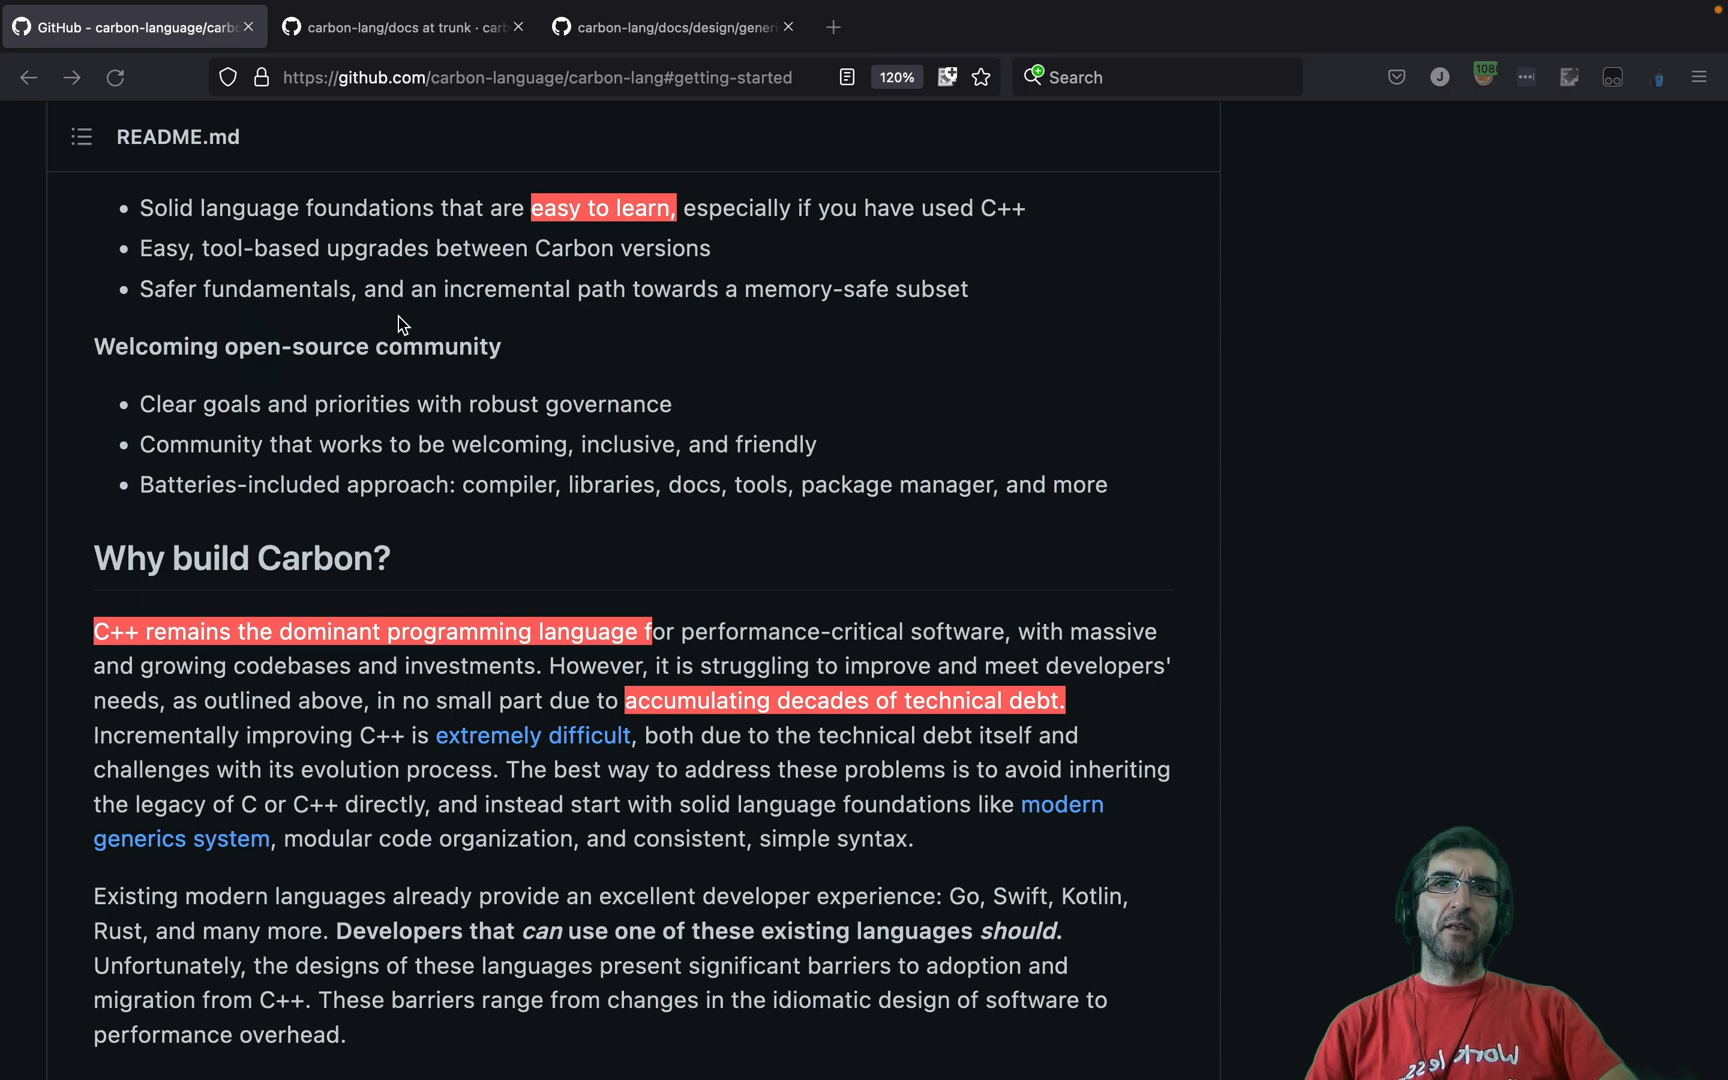 GitHub - carbon-language/carb
carbon-lang/docs at trunk · carb
carbon-lang/docs/design/generi
https://github.com/carbon-language/carbon-lang#getting-started
120%
Search
J
108
README.md
• Solid language foundations that are easy to learn, especially if you have used C++
• Easy, tool-based upgrades between Carbon versions
• Safer fundamentals, and an incremental path towards a memory-safe subset
Welcoming open-source community
• Clear goals and priorities with robust governance
• Community that works to be welcoming, inclusive, and friendly
• Batteries-included approach: compiler, libraries, docs, tools, package manager, and more
Why build Carbon?
C++ remains the dominant programming language for performance-critical software, with massive
and growing codebases and investments. However, it is struggling to improve and meet developers'
needs, as outlined above, in no small part due to accumulating decades of technical debt.
Incrementally improving C++ is extremely difficult, both due to the technical debt itself and
challenges with its evolution process. The best way to address these problems is to avoid inheriting
the legacy of C or C++ directly, and instead start with solid language foundations like modern
generics system, modular code organization, and consistent, simple syntax.
Existing modern languages already provide an excellent developer experience: Go, Swift, Kotlin,
Rust, and many more. Developers that can use one of these existing languages should.
Unfortunately, the designs of these languages present significant barriers to adoption and
migration from C++. These barriers range from changes in the idiomatic design of software to
performance overhead.
Work less